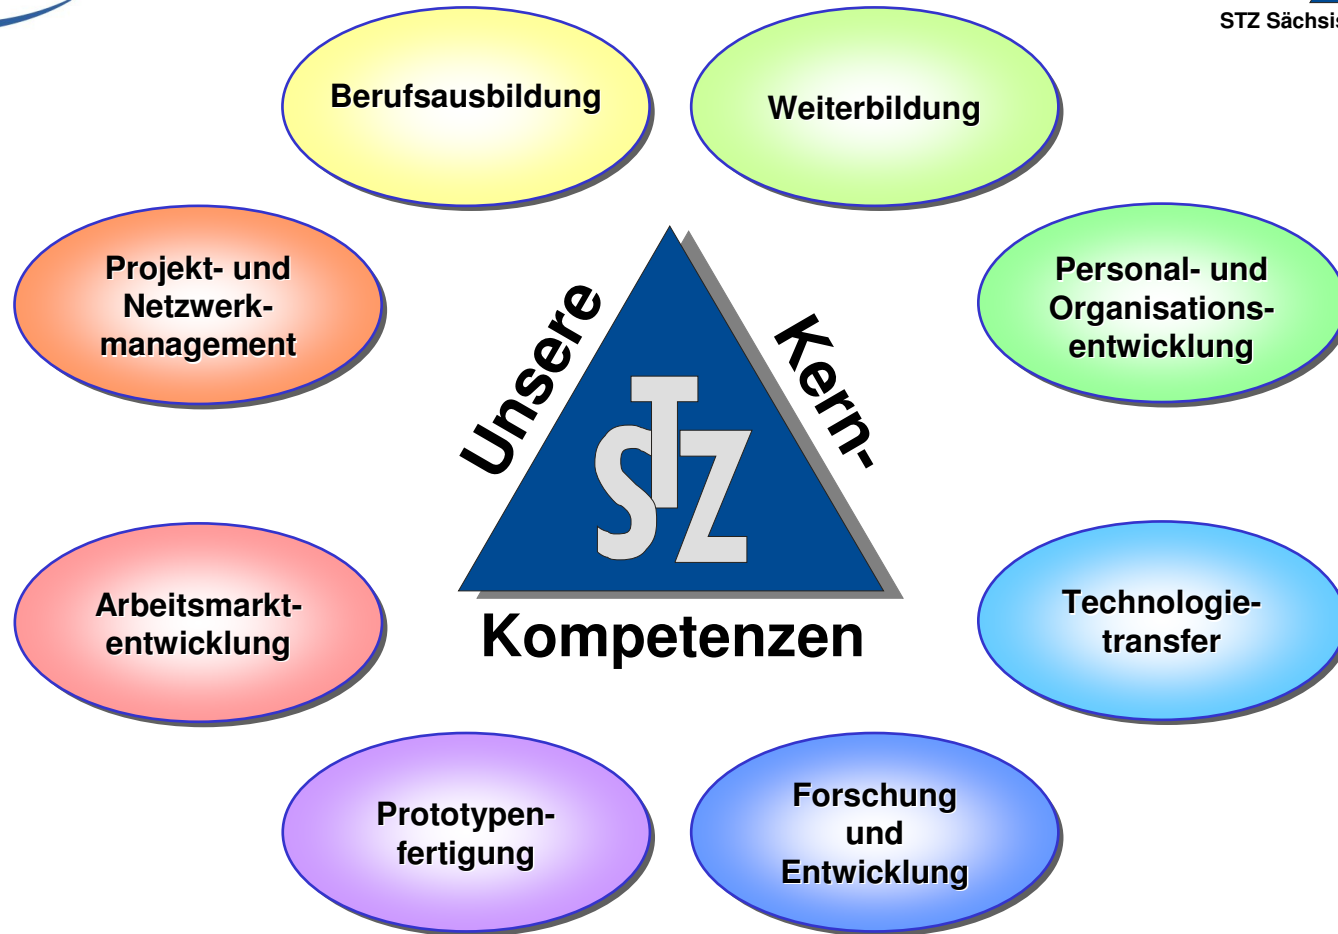 STZ Sächsis
Berufsausbildung
Weiterbildung
Projekt- und
Netzwerk-
management
Personal- und
Organisations-
entwicklung
Unsere
Kern-
STZ
Kompetenzen
Arbeitsmarkt-
entwicklung
Technologie-
transfer
Prototypen-
fertigung
Forschung
und
Entwicklung